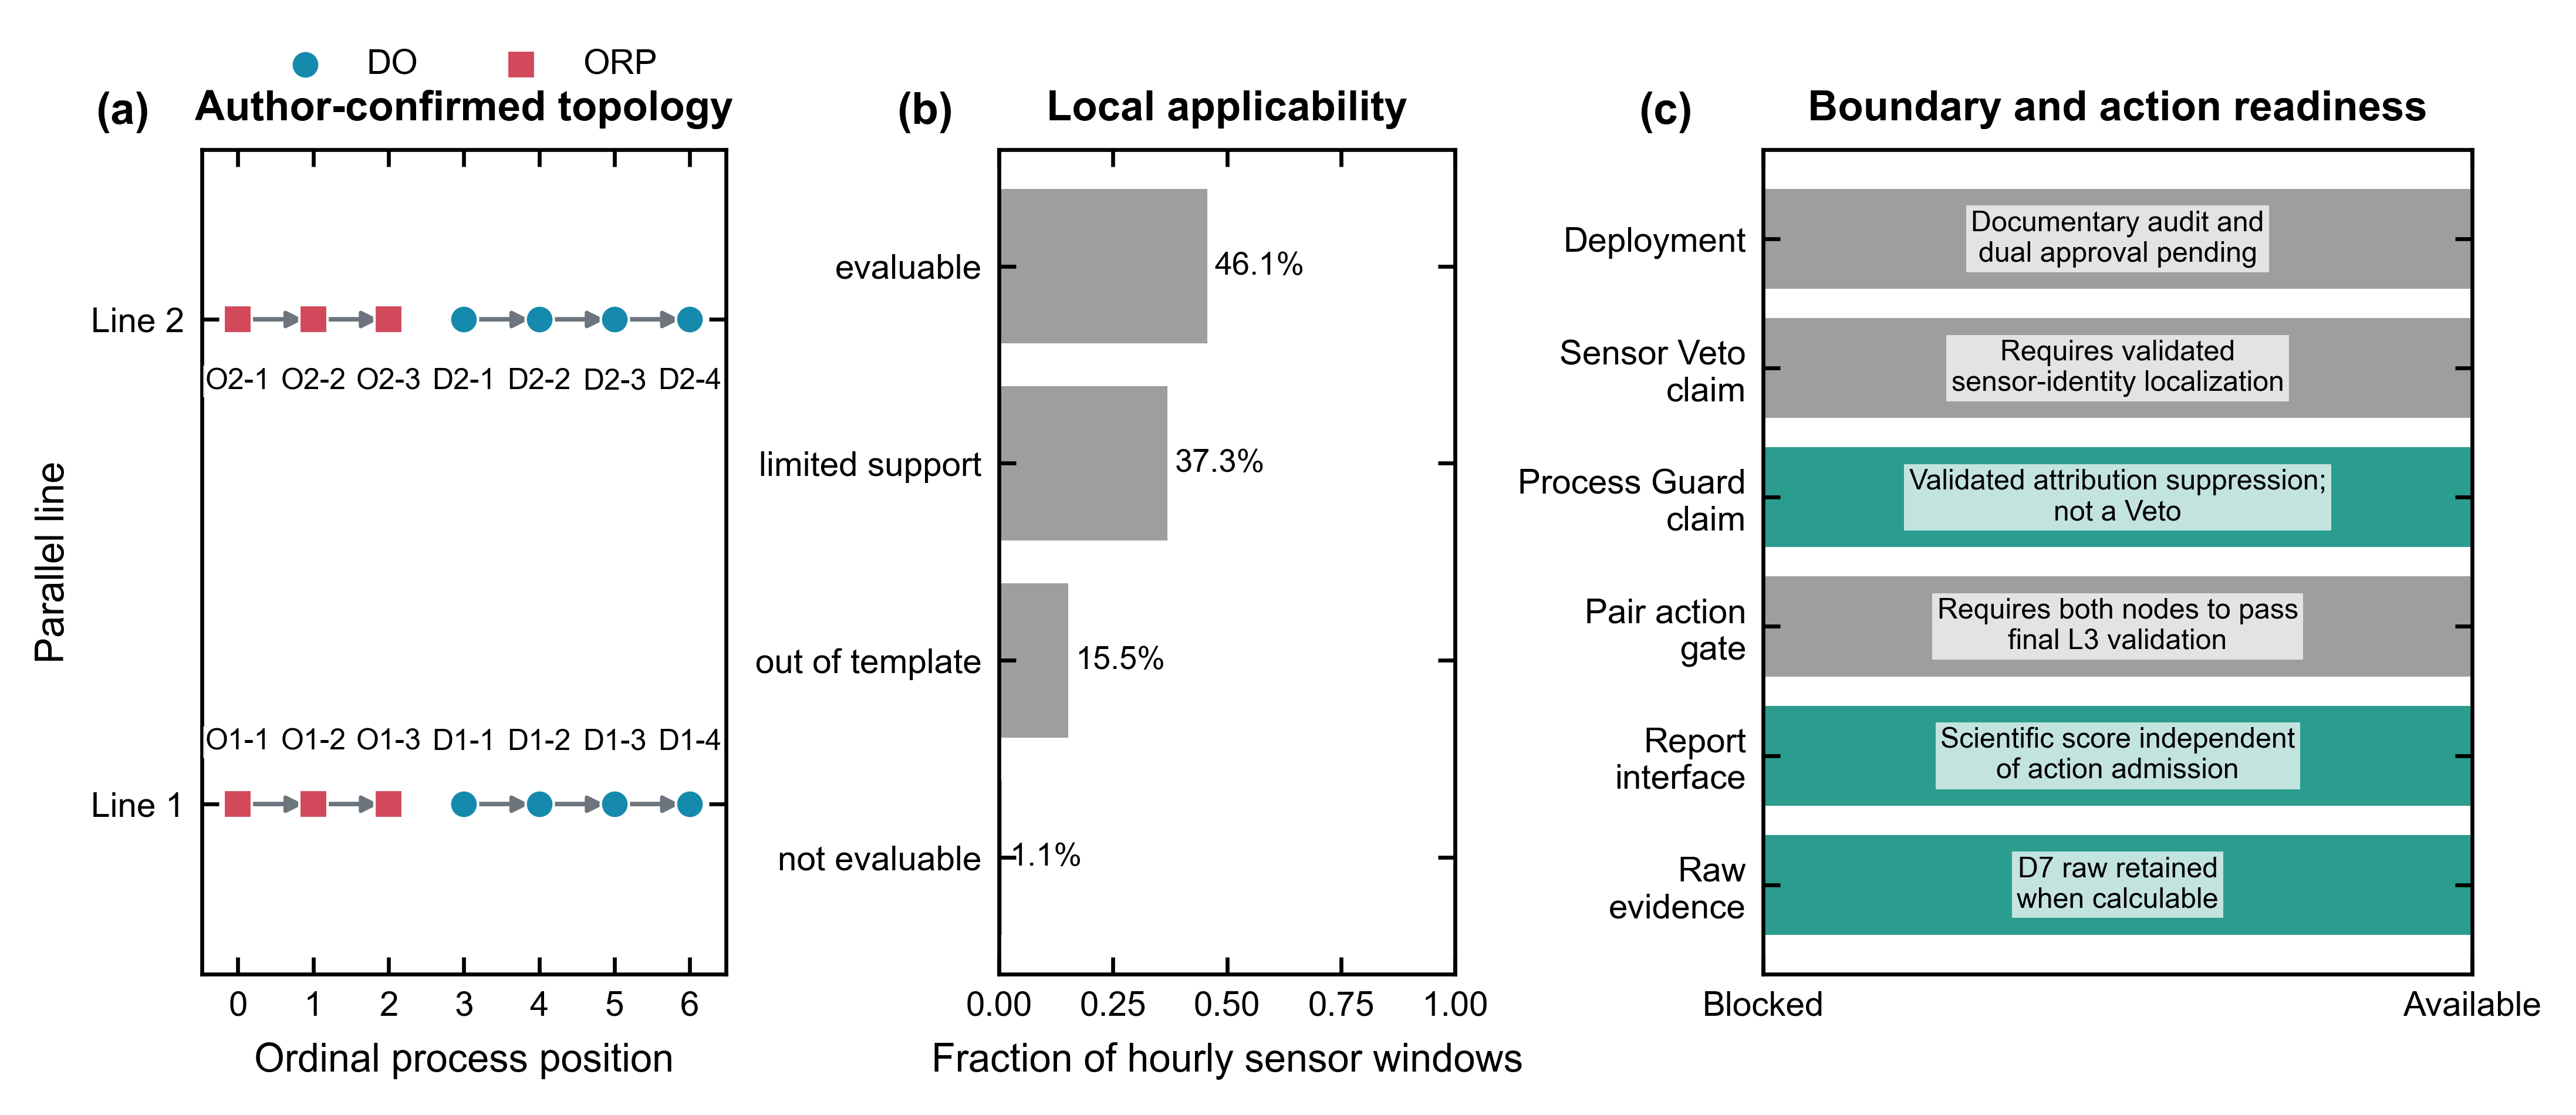 DO ORP
(a) Author-confirmed topology
Parallel line
Line 2
O2-1 O2-2 O2-3 D2-1 D2-2 D2-3 D2-4
O1-1 O1-2 O1-3 D1-1 D1-2 D1-3 D1-4
Line 1
0 1 2 3 4 5 6
Ordinal process position
(b) Local applicability
evaluable 46.1%
limited support 37.3%
out of template 15.5%
not evaluable 1.1%
0.00 0.25 0.50 0.75 1.00
Fraction of hourly sensor windows
(c) Boundary and action readiness
Deployment
Documentary audit and
dual approval pending
Sensor Veto
claim
Requires validated
sensor-identity localization
Process Guard
claim
Validated attribution suppression;
not a Veto
Pair action
gate
Requires both nodes to pass
final L3 validation
Report
interface
Scientific score independent
of action admission
Raw
evidence
D7 raw retained
when calculable
Blocked Available